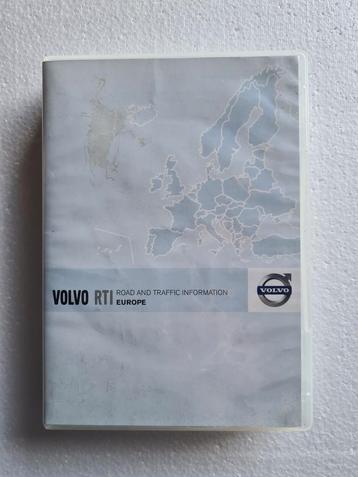 VOLVO RTI ROAD AND TRAFFIC INFORMATION
EUROPE
VOLVO